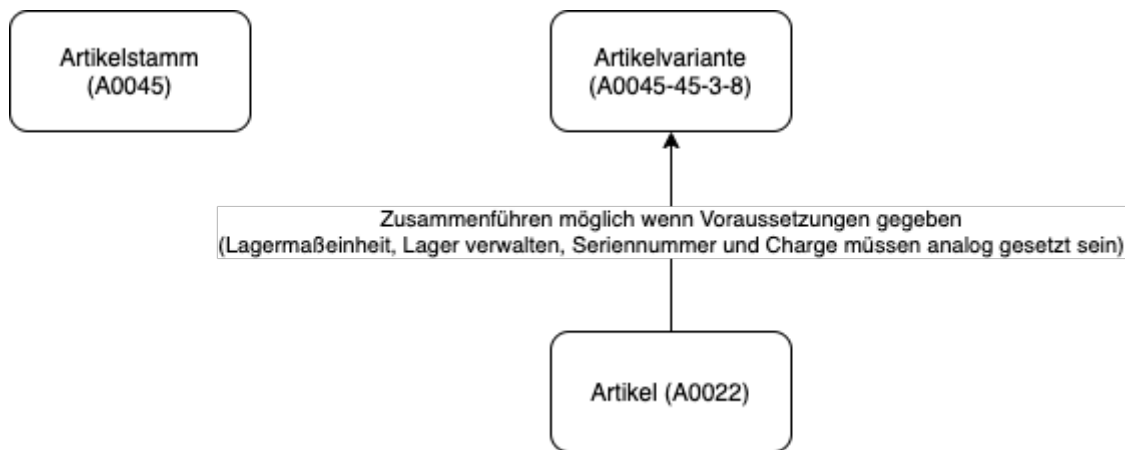 Artikelstamm
(A0045)
Artikelvariante
(A0045-45-3-8)
Zusammenführen möglich wenn Voraussetzungen gegeben
(Lagermaßeinheit, Lager verwalten, Seriennummer und Charge müssen analog gesetzt sein)
Artikel (A0022)